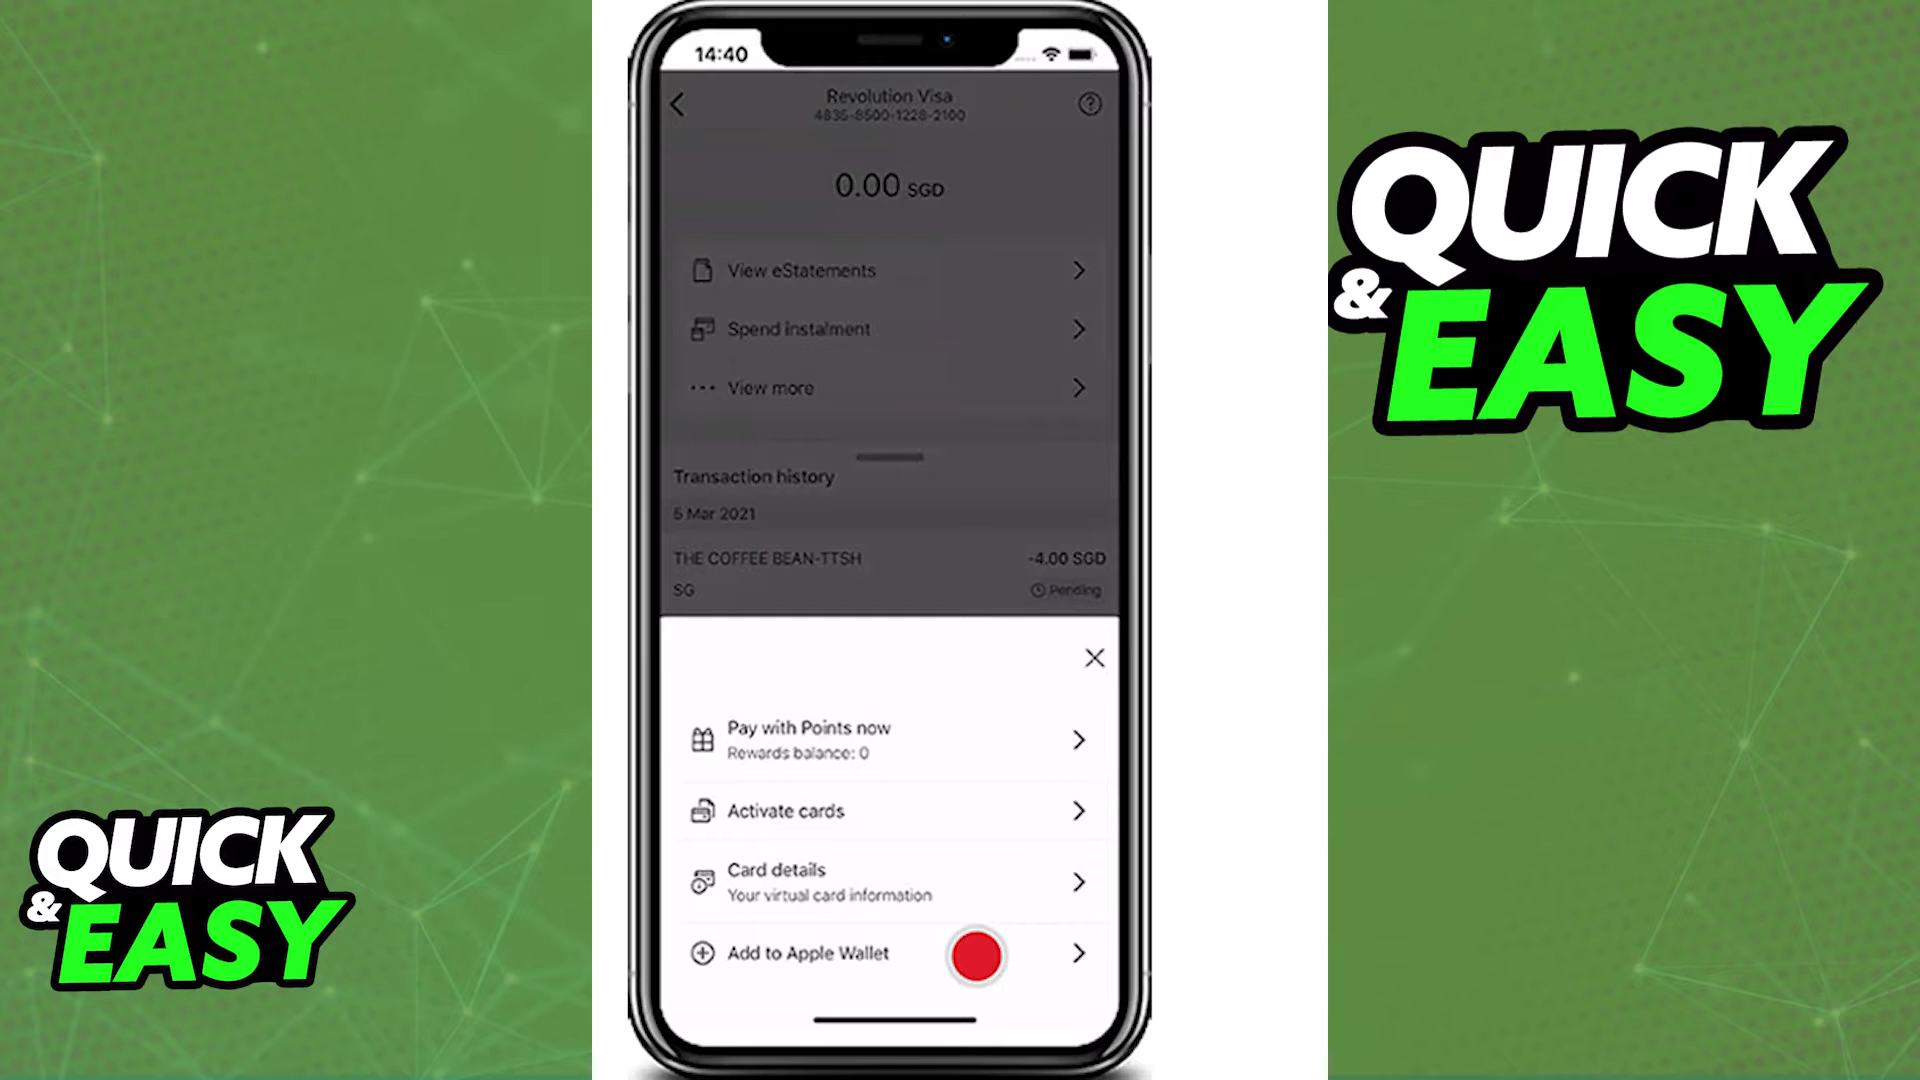 14:40
Revolution Visa
4835-8500-1228-2100
0.00 SGD
View eStatements
Spend instalment
View more
Transaction history
5 Mar 2021
THE COFFEE BEAN-TTSH -4.00 SGD
SG Pending
Pay with Points now
Rewards balance: 0
Activate cards
Card details
Your virtual card information
Add to Apple Wallet
QUICK
& EASY
QUICK
& EASY